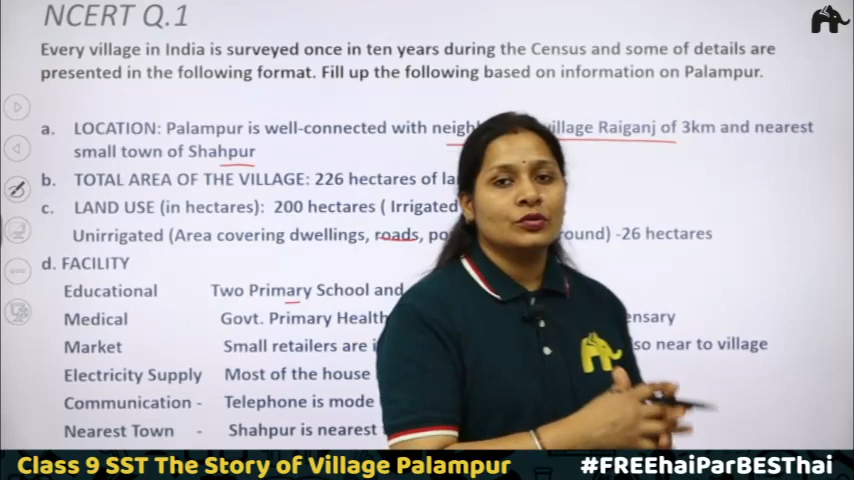 NCERT Q.1
Every village in India is surveyed once in ten years during the Census and some of details are
presented in the following format. Fill up the following based on information on Palampur.
a. LOCATION: Palampur is well-connected with neigh village Raiganj of 3km and nearest
small town of Shahpur
b. TOTAL AREA OF THE VILLAGE: 226 hectares of la
c. LAND USE (in hectares): 200 hectares ( Irrigated
Unirrigated (Area covering dwellings, roads, po round) -26 hectares
d. FACILITY
Educational Two Primary School and
Medical Govt. Primary Health ensary
Market Small retailers are i so near to village
Electricity Supply Most of the house
Communication - Telephone is mode
Nearest Town - Shahpur is nearest
Class 9 SST The Story of Village Palampur #FREEhaiParBESThai